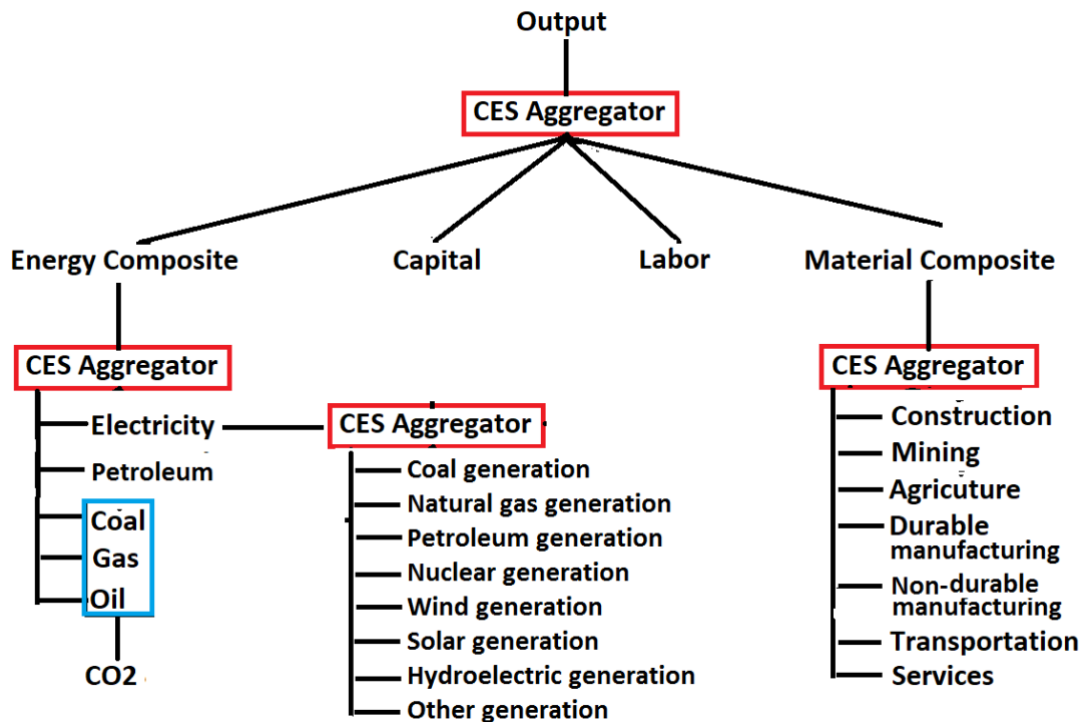 Output
CES Aggregator
Energy Composite
Capital
Labor
Material Composite
CES Aggregator
Electricity
Petroleum
Coal
Gas
Oil
CO2
CES Aggregator
Coal generation
Natural gas generation
Petroleum generation
Nuclear generation
Wind generation
Solar generation
Hydroelectric generation
Other generation
CES Aggregator
Construction
Mining
Agricuture
Durable
manufacturing
Non-durable
manufacturing
Transportation
Services